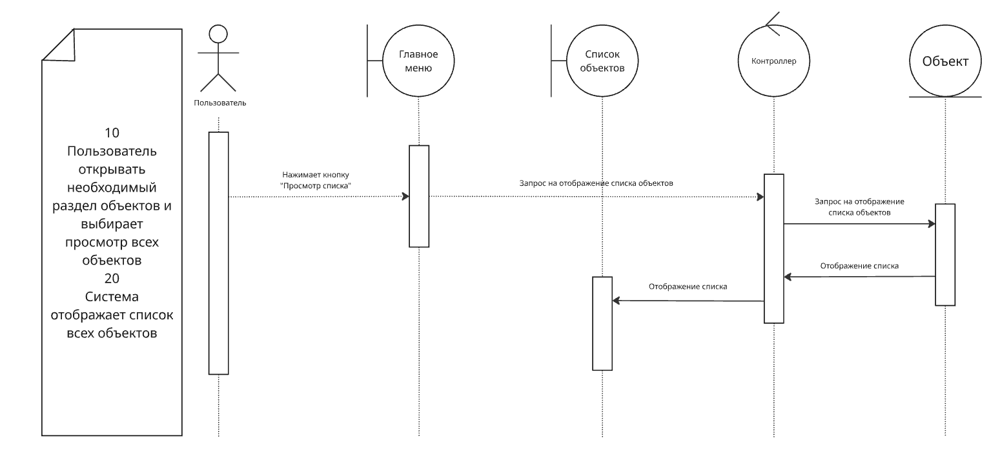 10
Пользователь
открывать
необходимый
раздел объектов и
выбирает
просмотр всех
объектов
20
Система
отображает список
всех объектов
Пользователь
Главное
меню
Список
объектов
Контроллер
Объект
Нажимает кнопку
"Просмотр списка"
Запрос на отображение списка объектов
Запрос на отображение
списка объектов
Отображение списка
Отображение списка